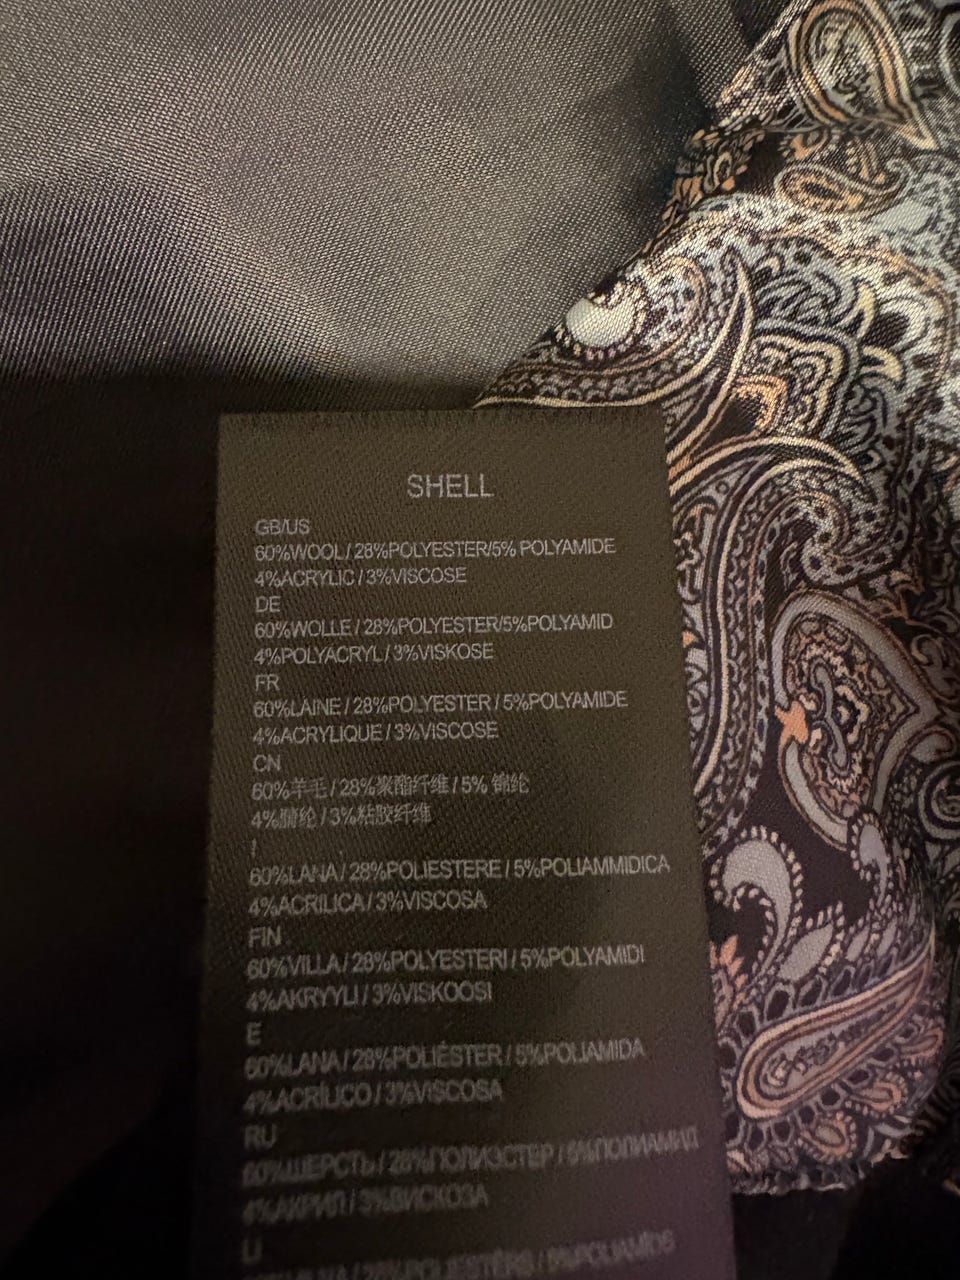 SHELL
GB/US
60%WOOL / 28%POLYESTER/5% POLYAMIDE
4%ACRYLIC / 3%VISCOSE
DE
60%WOLLE / 28%POLYESTER/5%POLYAMID
4%POLYACRYL / 3%VISKOSE
FR
60%LAINE / 28%POLYESTER / 5%POLYAMIDE
4%ACRYLIQUE / 3%VISCOSE
CN
60%羊毛 / 28%聚酯纤维 / 5% 锦纶
4%腈纶 / 3%粘胶纤维
I
60%LANA / 28%POLIESTERE / 5%POLIAMMIDICA
4%ACRILICA / 3%VISCOSA
FIN
60%VILLA / 28%POLYESTERI / 5%POLYAMIDI
4%AKRYYLI / 3%VISKOOSI
E
60%LANA / 28%POLIÉSTER / 5%POLIAMIDA
4%ACRÍLICO / 3%VISCOSA
RU
60%ШЕРСТЬ / 28%ПОЛИЭСТЕР / 5%ПОЛИАМИД
4%АКРИЛ / 3%ВИСКОЗА